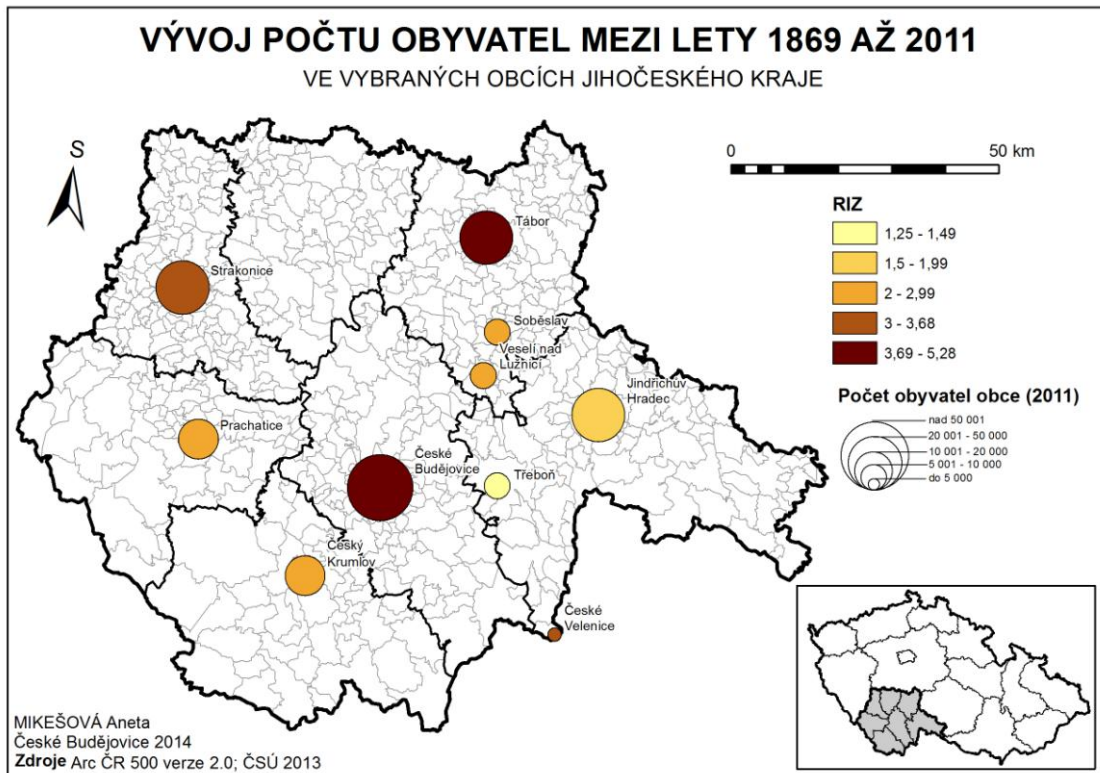 VÝVOJ POČTU OBYVATEL MEZI LETY 1869 AŽ 2011
VE VYBRANÝCH OBCÍCH JIHOČESKÉHO KRAJE
S
0 50 km
RIZ
1,25 - 1,49
1,5 - 1,99
2 - 2,99
3 - 3,68
3,69 - 5,28
Počet obyvatel obce (2011)
nad 50 001
20 001 - 50 000
10 001 - 20 000
5 001 - 10 000
do 5 000
Tábor
Strakonice
Soběslav
Veselí nad
Lužnicí
Jindřichův
Hradec
Prachatice
České
Budějovice
Třeboň
Český
Krumlov
České
Velenice
MIKEŠOVÁ Aneta
České Budějovice 2014
Zdroje Arc ČR 500 verze 2.0; ČSÚ 2013